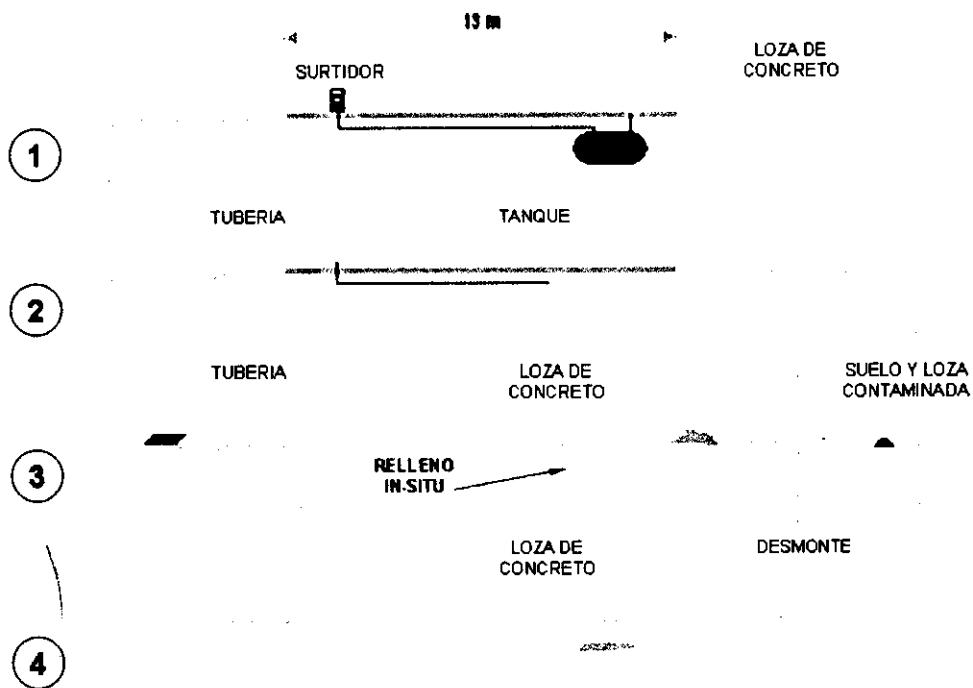 13 m
SURTIDOR
LOZA DE
CONCRETO
1
TUBERIA
TANQUE
2
TUBERIA
LOZA DE
CONCRETO
SUELO Y LOZA
CONTAMINADA
3
RELLENO
IN-SITU
LOZA DE
CONCRETO
DESMONTE
4